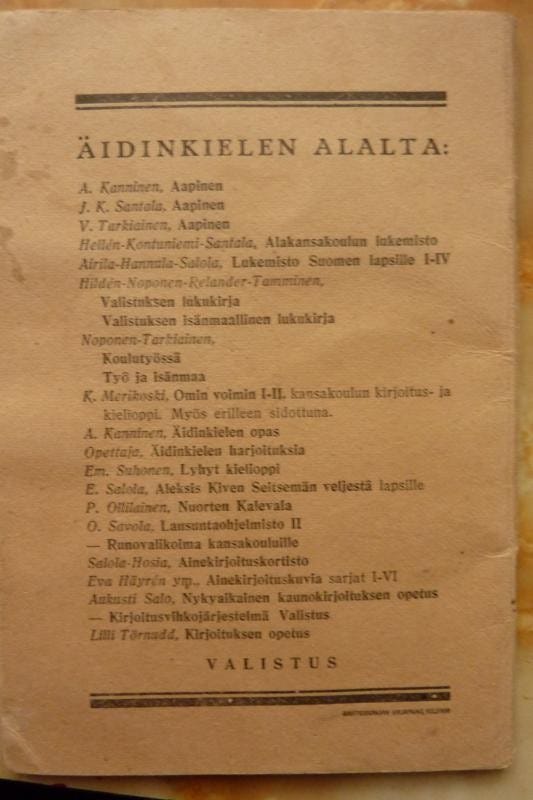 ÄIDINKIELEN ALALTA:
A. Kanninen, Aapinen
J. K. Santala, Aapinen
V. Tarkiainen, Aapinen
Hellén-Kontuniemi-Santala, Alakansakoulun lukemisto
Airila-Hannula-Salola, Lukemisto Suomen lapsille I-IV
Hildén-Noponen-Relander-Tamminen,
Valistuksen lukukirja
Valistuksen isänmaallinen lukukirja
Noponen-Tarkiainen,
Koulutyössä
Työ ja isänmaa
K. Merikoski, Omin voimin I-II, kansakoulun kirjoitus- ja
kielioppi. Myös erilleen sidottuna.
A. Kanninen, Äidinkielen opas
Opettaja, Äidinkielen harjoituksia
Em. Suhonen, Lyhyt kielioppi
E. Salola, Aleksis Kiven Seitsemän veljestä lapsille
P. Ollilainen, Nuorten Kalevala
O. Savola, Lausuntaohjelmisto II
— Runovalikoima kansakouluille
Salola-Hosia, Ainekirjoituskortisto
Eva Häyrén ym., Ainekirjoituskuvia sarjat I-VI
Aukusti Salo, Nykyaikainen kaunokirjoituksen opetus
— Kirjoitusvihkojärjestelmä Valistus
Lilli Törnudd, Kirjoituksen opetus
VALISTUS